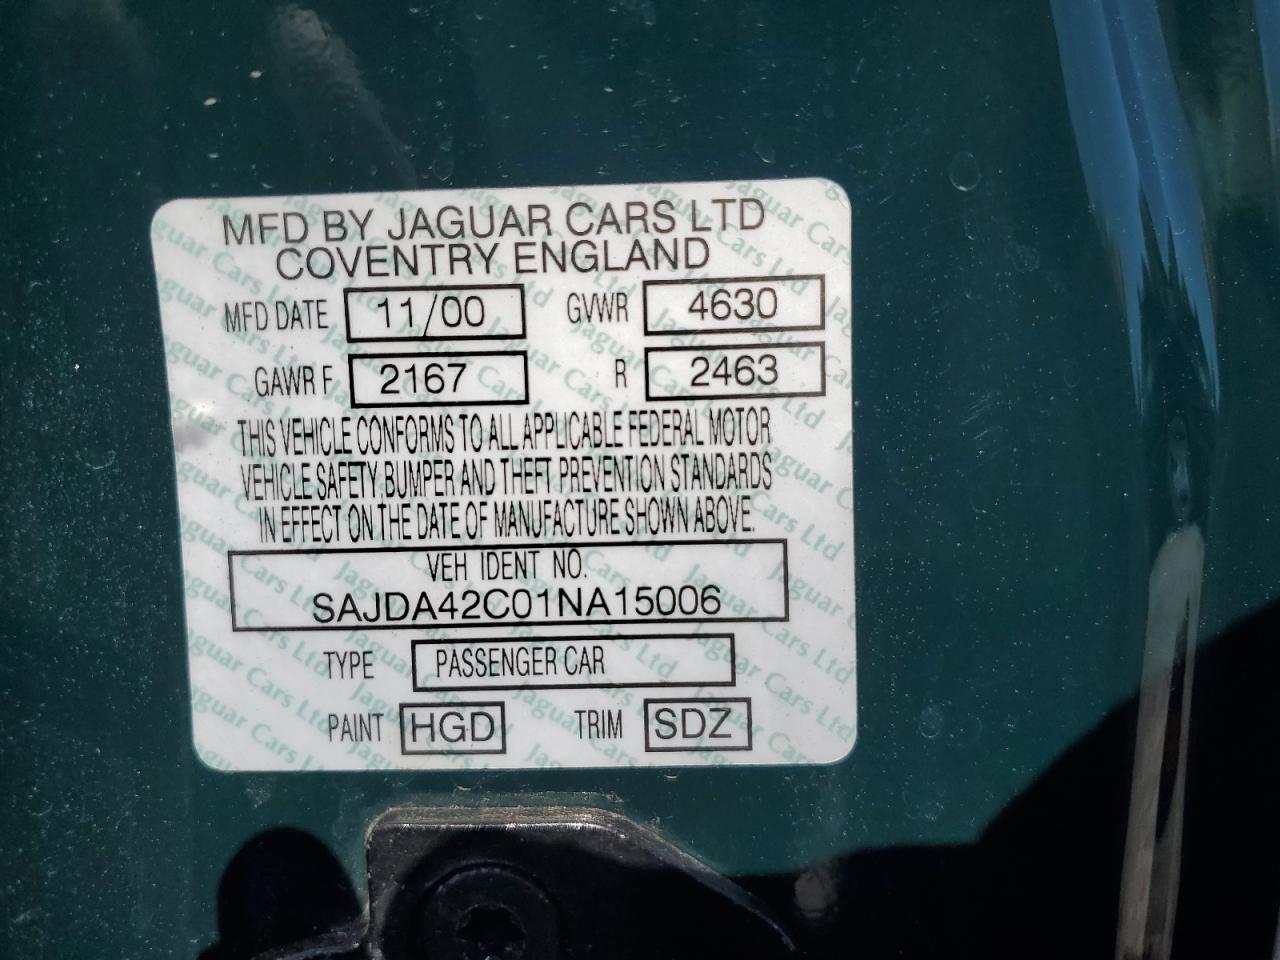 MFD BY JAGUAR CARS LTD
COVENTRY ENGLAND
MFD DATE 11/00 GVWR 4630
GAWR F 2167 R 2463
THIS VEHICLE CONFORMS TO ALL APPLICABLE FEDERAL MOTOR
VEHICLE SAFETY, BUMPER AND THEFT PREVENTION STANDARDS
IN EFFECT ON THE DATE OF MANUFACTURE SHOWN ABOVE.
VEH IDENT NO.
SAJDA42C01NA15006
TYPE PASSENGER CAR
PAINT HGD TRIM SDZ